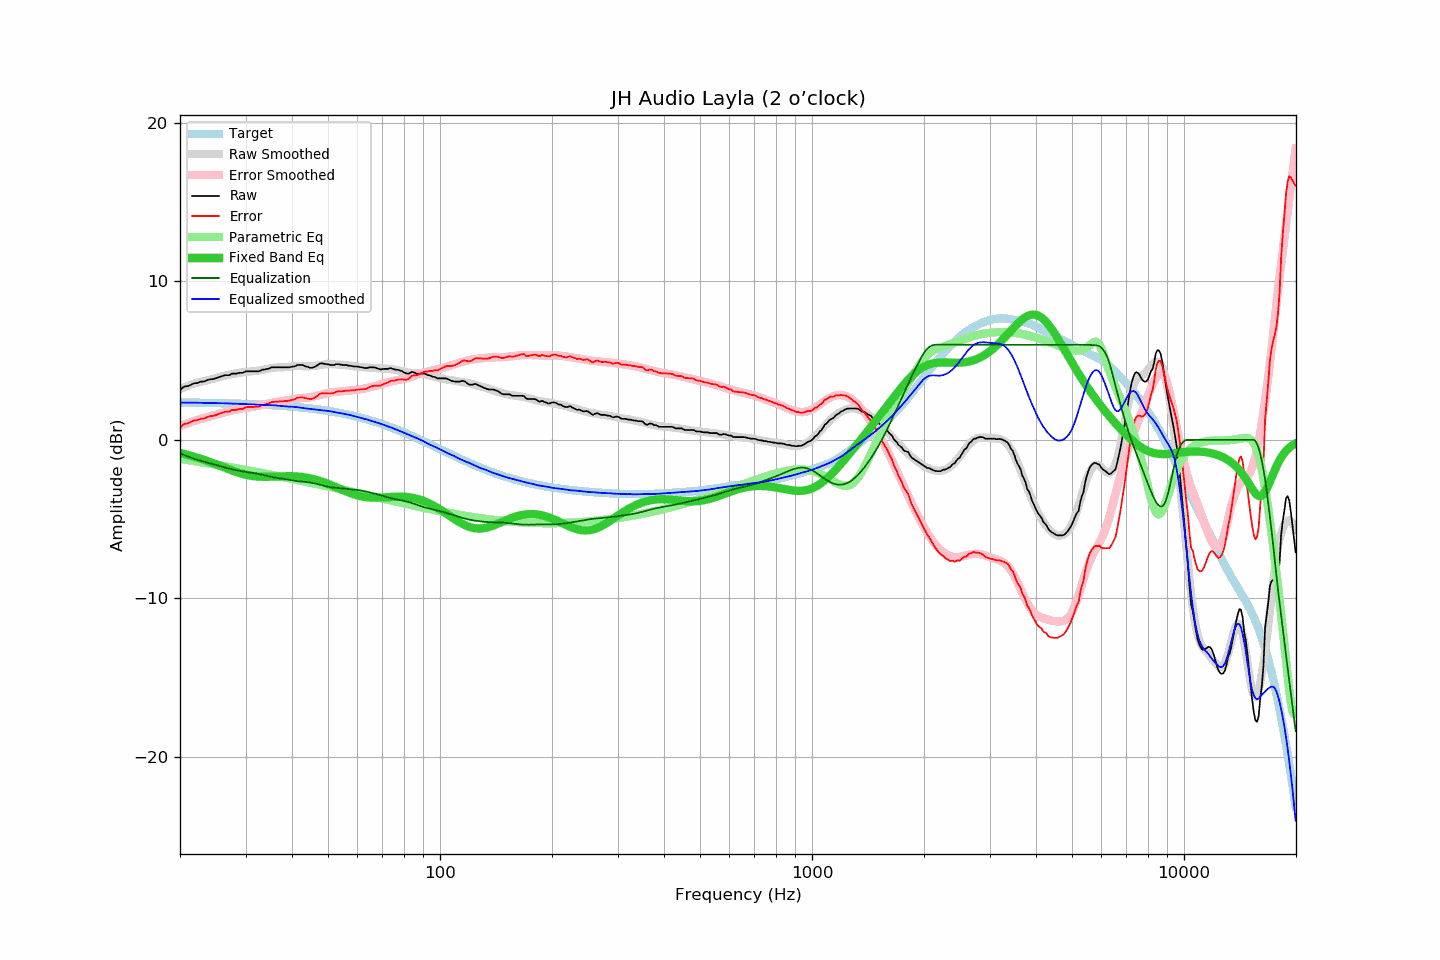 JH Audio Layla (2 o’clock)
20
10
0
−10
−20
Amplitude (dBr)
Target
Raw Smoothed
Error Smoothed
Raw
Error
Parametric Eq
Fixed Band Eq
Equalization
Equalized smoothed
100
1000
10000
Frequency (Hz)